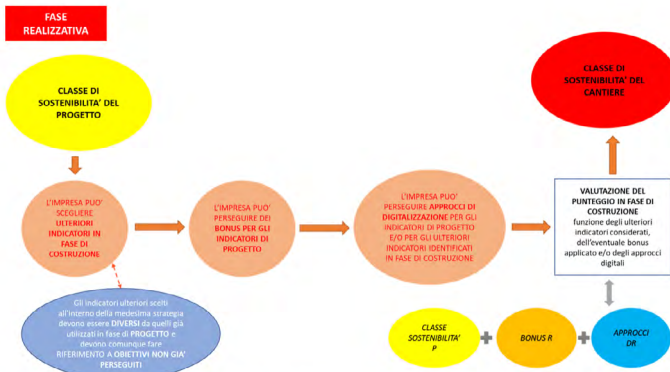 FASE
REALIZZATIVA
CLASSE DI
SOSTENIBILITA' DEL
PROGETTO
CLASSE DI
SOSTENIBILITA' DEL
CANTIERE
L'IMPRESA PUO'
SCEGLIERE
ULTERIORI
INDICATORI IN
FASE DI
COSTRUZIONE
L'IMPRESA PUO'
PERSEGUIRE DEI
BONUS PER GLI
INDICATORI DI
PROGETTO
L'IMPRESA PUO'
PERSEGUIRE APPROCCI DI
DIGITALIZZAZIONE PER GLI
INDICATORI DI PROGETTO
E/O PER GLI ULTERIORI
INDICATORI IDENTIFICATI
IN FASE DI COSTRUZIONE
VALUTAZIONE DEL
PUNTEGGIO IN FASE DI
COSTRUZIONE
funzione degli ulteriori
indicatori considerati,
dell'eventuale bonus
applicato e/o degli approcci
digitali
Gli indicatori ulteriori scelti
all'interno della medesima strategia
devono essere DIVERSI da quelli già
utilizzati in fase di PROGETTO e
devono comunque fare
RIFERIMENTO A OBIETTIVI NON GIA'
PERSEGUITI
CLASSE
SOSTENIBILITA'
P
BONUS R
APPROCCI
DR